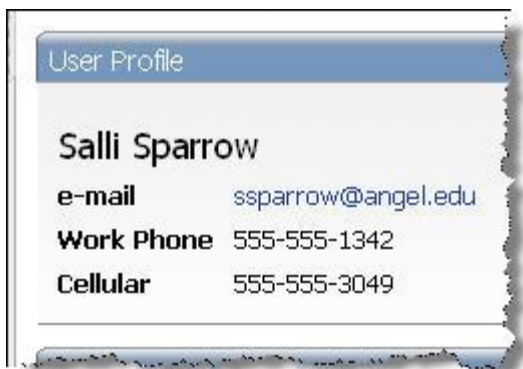 User Profile
Salli Sparrow
e-mail ssparrow@angel.edu
Work Phone 555-555-1342
Cellular 555-555-3049